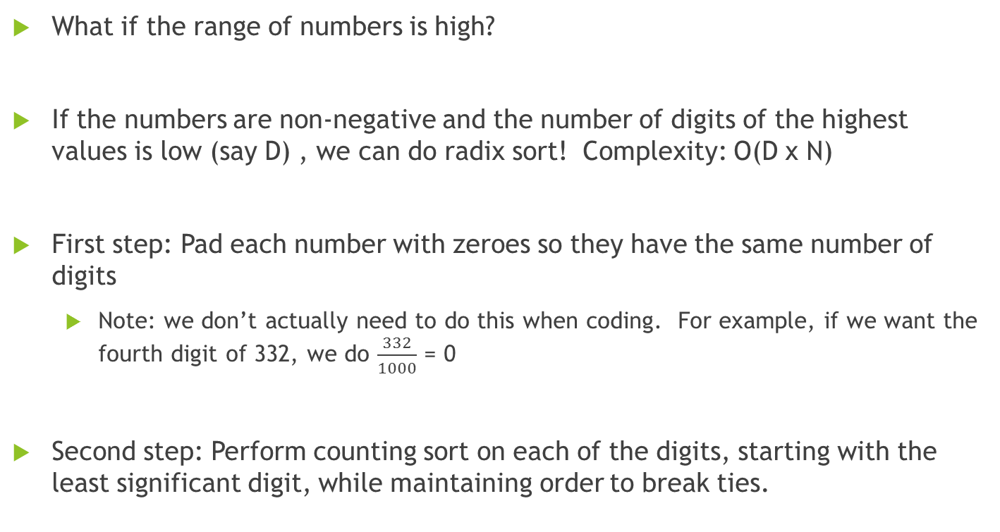 What if the range of numbers is high?
If the numbers are non-negative and the number of digits of the highest
values is low (say D) , we can do radix sort!  Complexity: O(D x N)
First step: Pad each number with zeroes so they have the same number of
digits
Note: we don’t actually need to do this when coding.  For example, if we want the
fourth digit of 332, we do 332/1000 = 0
Second step: Perform counting sort on each of the digits, starting with the
least significant digit, while maintaining order to break ties.